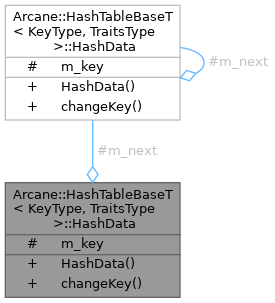 Arcane::HashTableBaseT
< KeyType, TraitsType
>::HashData
# m_key
+ HashData()
+ changeKey()
#m_next
#m_next
Arcane::HashTableBaseT
< KeyType, TraitsType
>::HashData
# m_key
+ HashData()
+ changeKey()